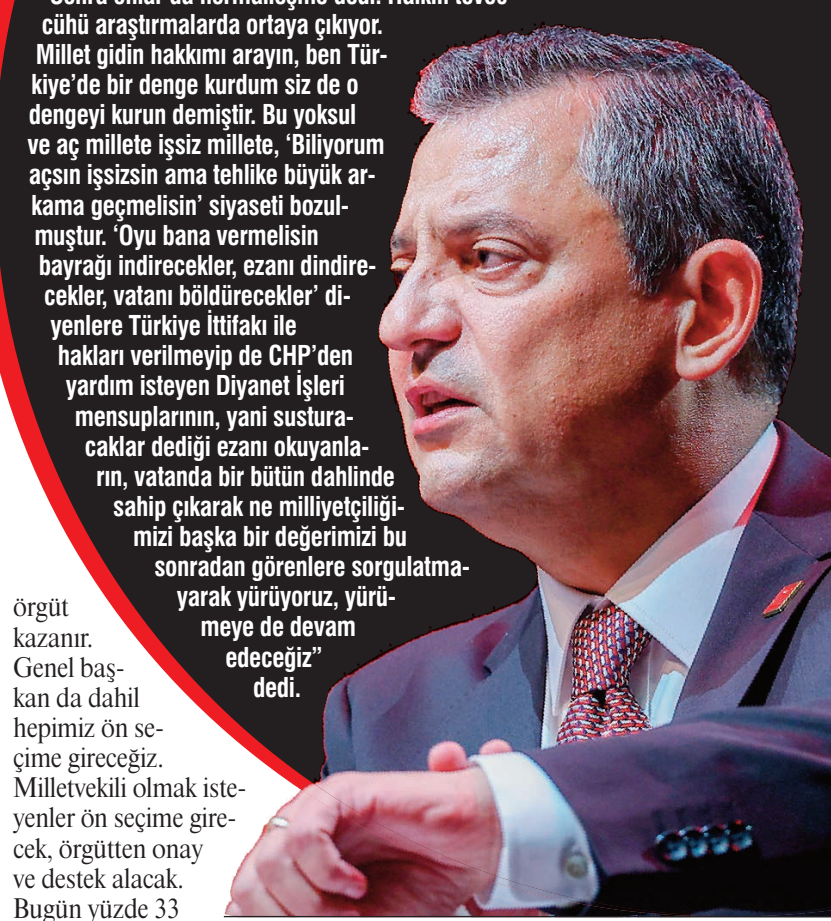 cühü araştırmalarda ortaya çıkıyor.
Millet gidin hakkımı arayın, ben Tür-
kiye’de bir denge kurdum siz de o
dengeyi kurun demiştir. Bu yoksul
ve aç millete işsiz millete, ‘Biliyorum
açsın işsizsin ama tehlike büyük ar-
kama geçmelisin’ siyaseti bozul-
muştur. ‘Oyu bana vermelisin
bayrağı indirecekler, ezanı dindire-
cekler, vatanı böldürecekler’ di-
yenlere Türkiye İttifakı ile
hakları verilmeyip de CHP’den
yardım isteyen Diyanet İşleri
mensuplarının, yani sustura-
caklar dediği ezanı okuyanla-
rın, vatanda bir bütün dahlinde
sahip çıkarak ne milliyetçiliği-
mizi başka bir değerimizi bu
sonradan görenlere sorgulatma-
yarak yürüyoruz, yürü-
meye de devam
edeceğiz”
dedi.
örgüt
kazanır.
Genel baş-
kan da dahil
hepimiz ön se-
çime gireceğiz.
Milletvekili olmak iste-
yenler ön seçime gire-
cek, örgütten onay
ve destek alacak.
Bugün yüzde 33